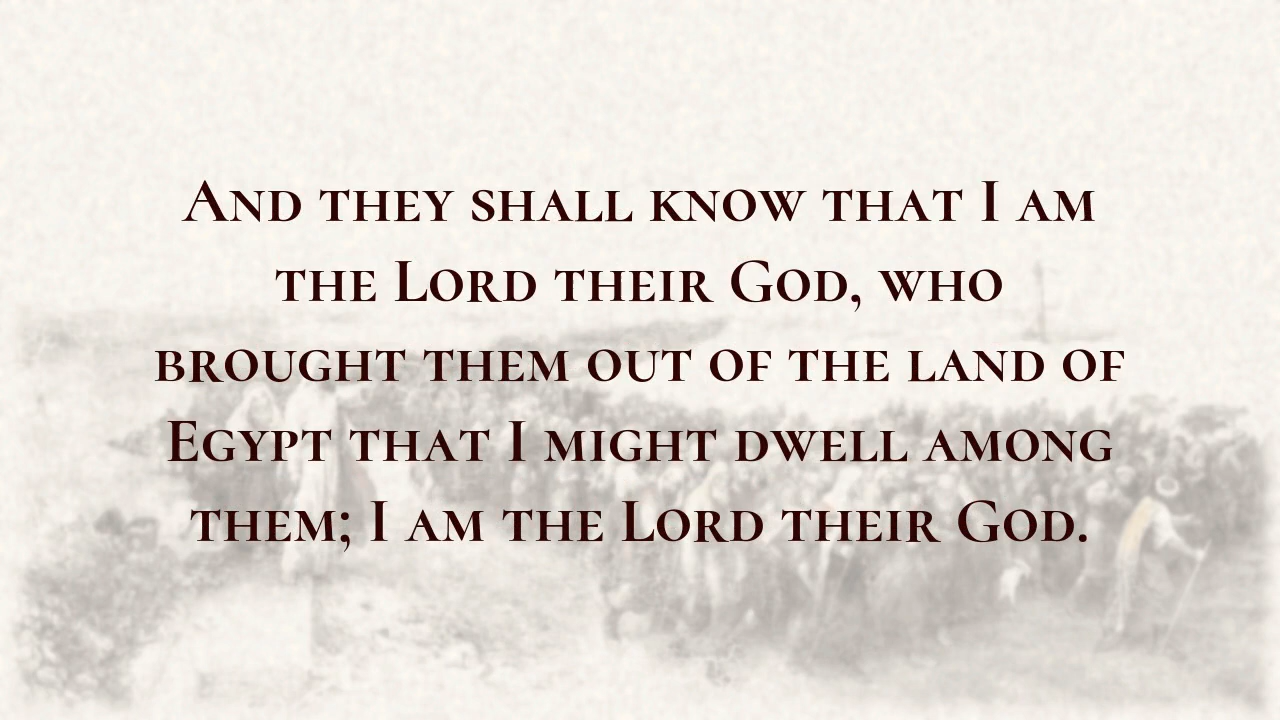 And they shall know that I am
the Lord their God, who
brought them out of the land of
Egypt that I might dwell among
them; I am the Lord their God.